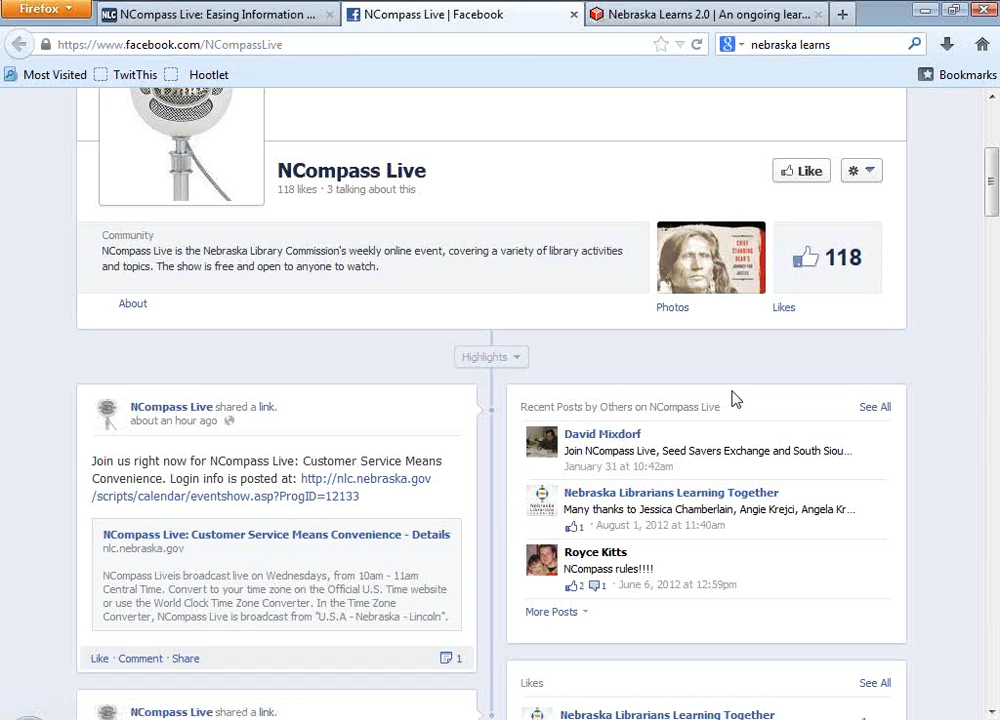 Firefox
NCompass Live: Easing Information ...
NCompass Live | Facebook
Nebraska Learns 2.0 | An ongoing lear...
https://www.facebook.com/NCompassLive
nebraska learns
Most Visited
TwitThis
Hootlet
Bookmarks
NCompass Live
118 likes · 3 talking about this
Like
Community
NCompass Live is the Nebraska Library Commission's weekly online event, covering a variety of library activities
and topics. The show is free and open to anyone to watch.
About
CHIEF
STANDING
BEAR'S
JOURNEY FOR
JUSTICE
Photos
118
Likes
Highlights
NCompass Live shared a link.
about an hour ago
Join us right now for NCompass Live: Customer Service Means
Convenience. Login info is posted at: http://nlc.nebraska.gov
/scripts/calendar/eventshow.asp?ProgID=12133
NCompass Live: Customer Service Means Convenience - Details
nlc.nebraska.gov
NCompass Liveis broadcast live on Wednesdays, from 10am - 11am
Central Time. Convert to your time zone on the Official U.S. Time website
or use the World Clock Time Zone Converter. In the Time Zone
Converter, NCompass Live is broadcast from "U.S.A - Nebraska - Lincoln".
Like · Comment · Share
1
NCompass Live shared a link.
Recent Posts by Others on NCompass Live
See All
David Mixdorf
Join NCompass Live, Seed Savers Exchange and South Siou...
January 31 at 10:42am
Nebraska Librarians Learning Together
Many thanks to Jessica Chamberlain, Angie Krejci, Angela Kr...
1 · August 1, 2012 at 11:40am
Royce Kitts
NCompass rules!!!!
2 1 · June 6, 2012 at 12:59pm
More Posts
Likes
See All
Nebraska Librarians Learning Together